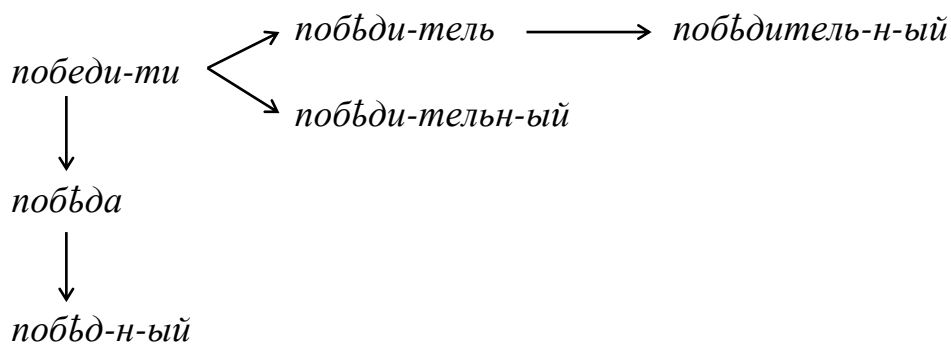 побѣди-тель побѣдитель-н-ый
победи-ти
побѣди-тельн-ый
побѣда
побѣд-н-ый